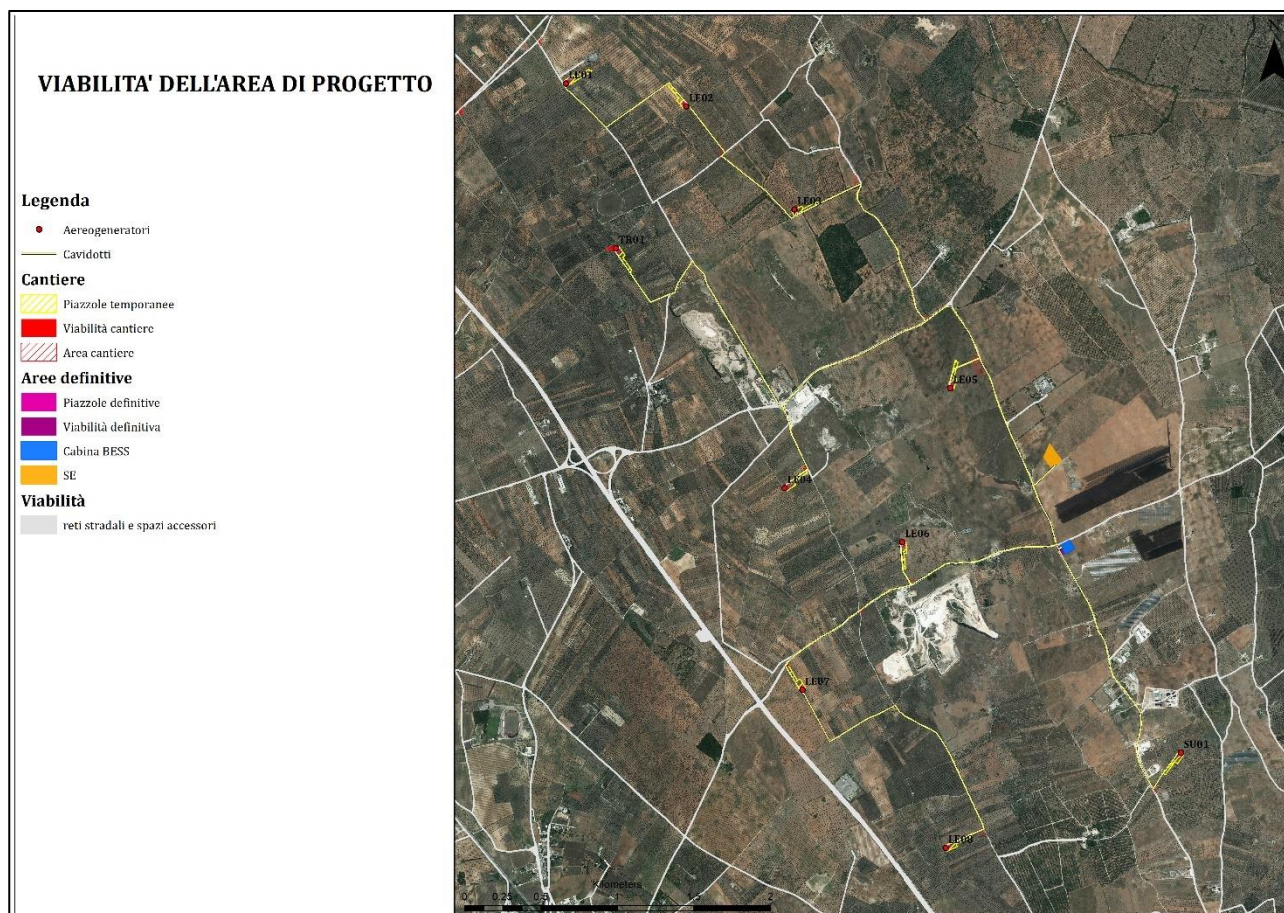 VIABILITA' DELL'AREA DI PROGETTO
Legenda
Aereogeneratori
Cavidotti
Cantiere
Piazzole temporanee
Viabilità cantiere
Area cantiere
Aree definitive
Piazzole definitive
Viabilità definitiva
Cabina BESS
SE
Viabilità
reti stradali e spazi accessori
LE01
LE02
LE03
TR01
LE05
LE04
LE06
LE07
SU01
LE08
Kilometers
0 0,25 0,5 1 1,5 2